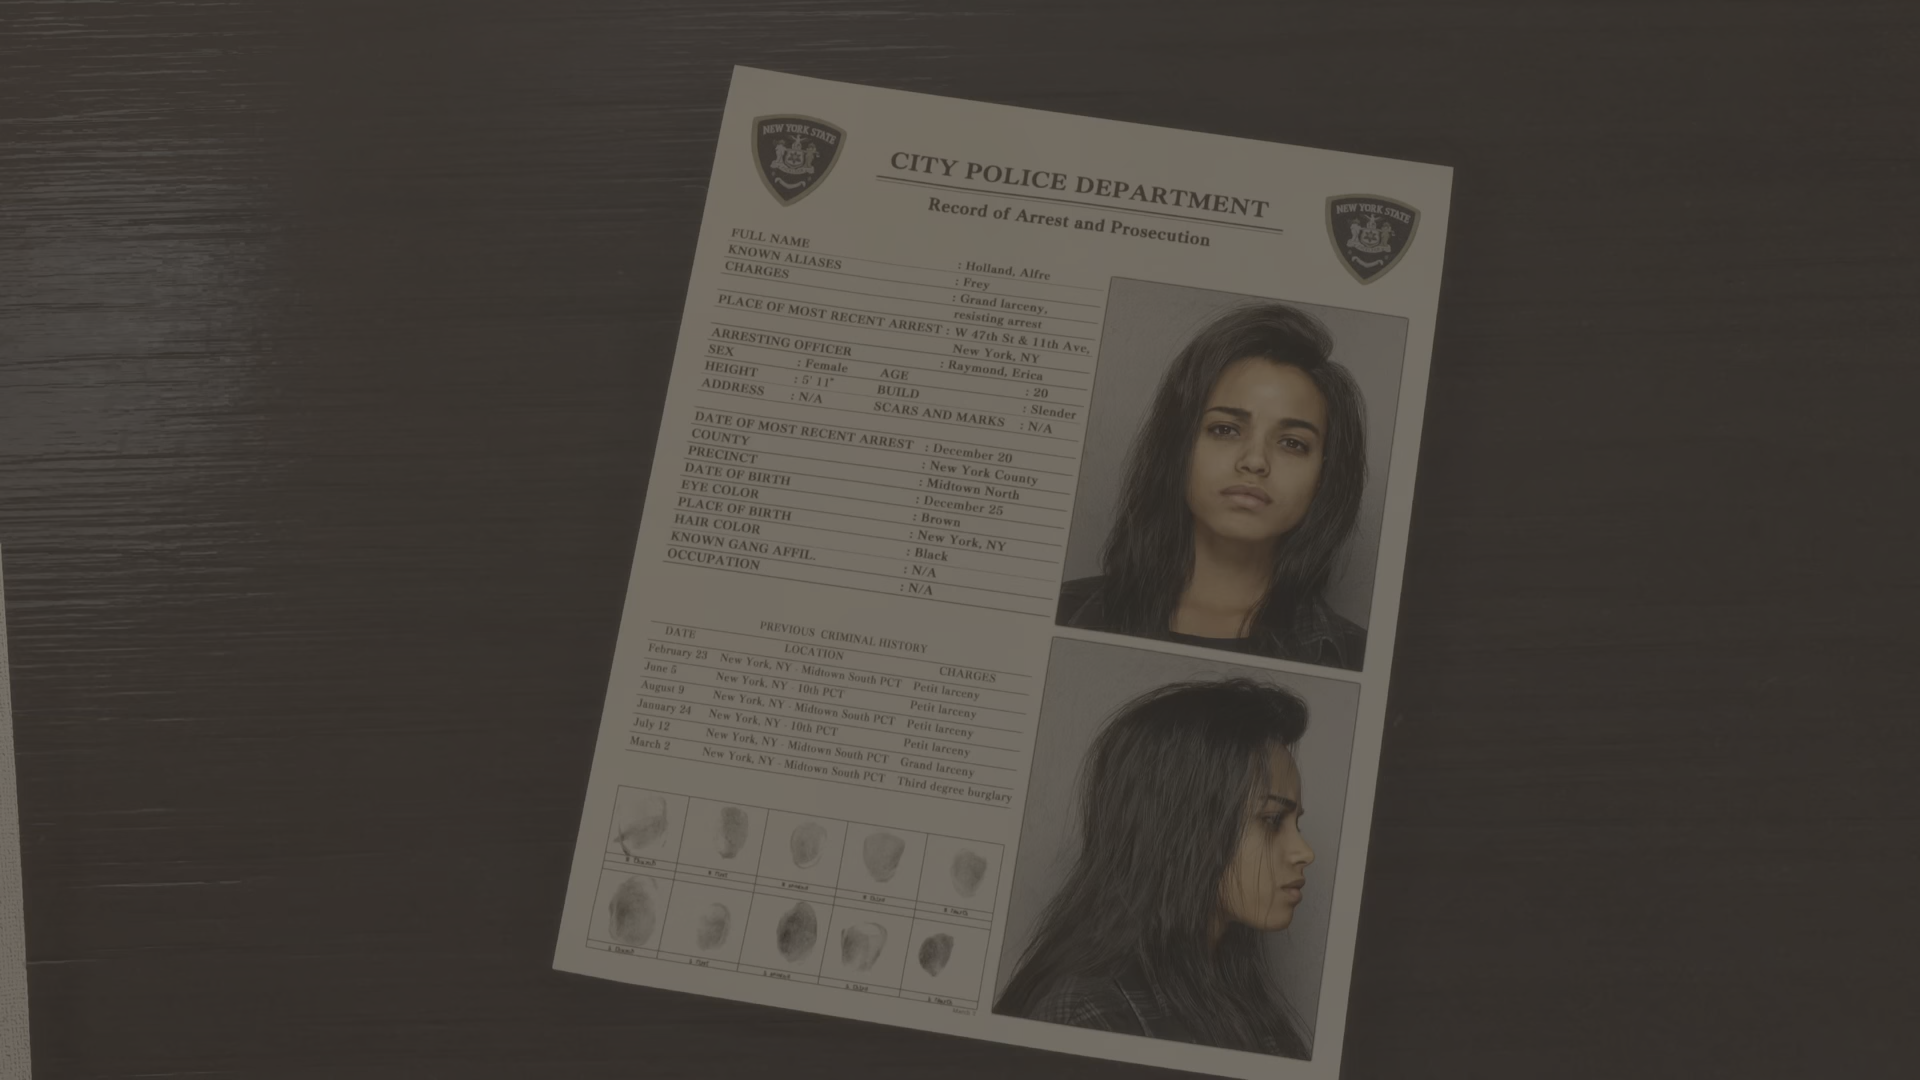 NEW YORK STATE
CITY POLICE DEPARTMENT
NEW YORK STATE
Record of Arrest and Prosecution
FULL NAME : Holland, Alfre
KNOWN ALIASES : Frey
CHARGES : Grand larceny,
resisting arrest
PLACE OF MOST RECENT ARREST : W 47th St & 11th Ave,
New York, NY
ARRESTING OFFICER : Raymond, Erica
SEX : Female AGE : 20
HEIGHT : 5' 11" BUILD : Slender
ADDRESS : N/A SCARS AND MARKS : N/A
DATE OF MOST RECENT ARREST : December 20
COUNTY : New York County
PRECINCT : Midtown North
DATE OF BIRTH : December 25
EYE COLOR : Brown
PLACE OF BIRTH : New York, NY
HAIR COLOR : Black
KNOWN GANG AFFIL. : N/A
OCCUPATION : N/A
PREVIOUS CRIMINAL HISTORY
DATE LOCATION CHARGES
February 23 New York, NY - Midtown South PCT Petit larceny
June 5 New York, NY - 10th PCT Petit larceny
August 9 New York, NY - Midtown South PCT Petit larceny
January 24 New York, NY - 10th PCT Petit larceny
July 12 New York, NY - Midtown South PCT Grand larceny
March 2 New York, NY - Midtown South PCT Third degree burglary